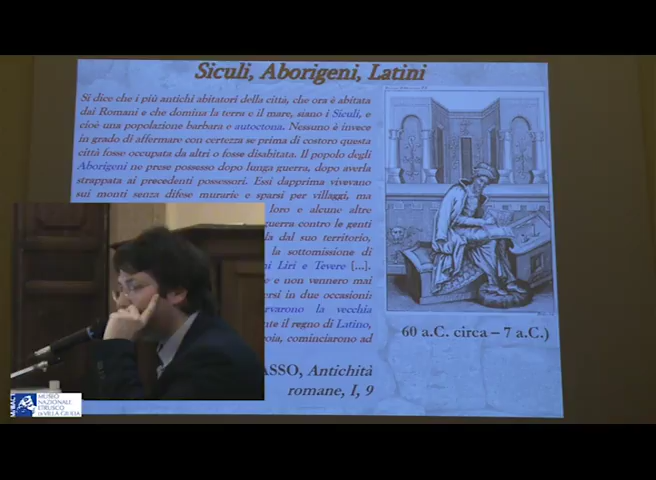 Siculi, Aborigeni, Latini
Si dice che i più antichi abitatori della città, che ora è abitata
dai Romani e che domina la terra e il mare, siano i Siculi, e
cioè una popolazione barbara e autoctona. Nessuno è invece
in grado di affermare con certezza se prima di costoro questa
città fosse occupata da altri o fosse disabitata. Il popolo degli
Aborigeni ne prese possesso dopo lunga guerra, dopo averla
strappata ai precedenti possessori. Essi dapprima vivevano
sui monti senza difese murarie e sparsi per villaggi, ma
loro e alcune altre
guerra contro le genti
dal suo territorio,
la sottomissione di
Liri e Tevere [...].
e non vennero mai
in due occasioni:
la vecchia
il regno di Latino,
cominciarono ad
ASSO, Antichità
romane, I, 9
60 a.C. circa – 7 a.C.)
MUSEO
NAZIONALE
ETRUSCO
DI VILLA GIULIA